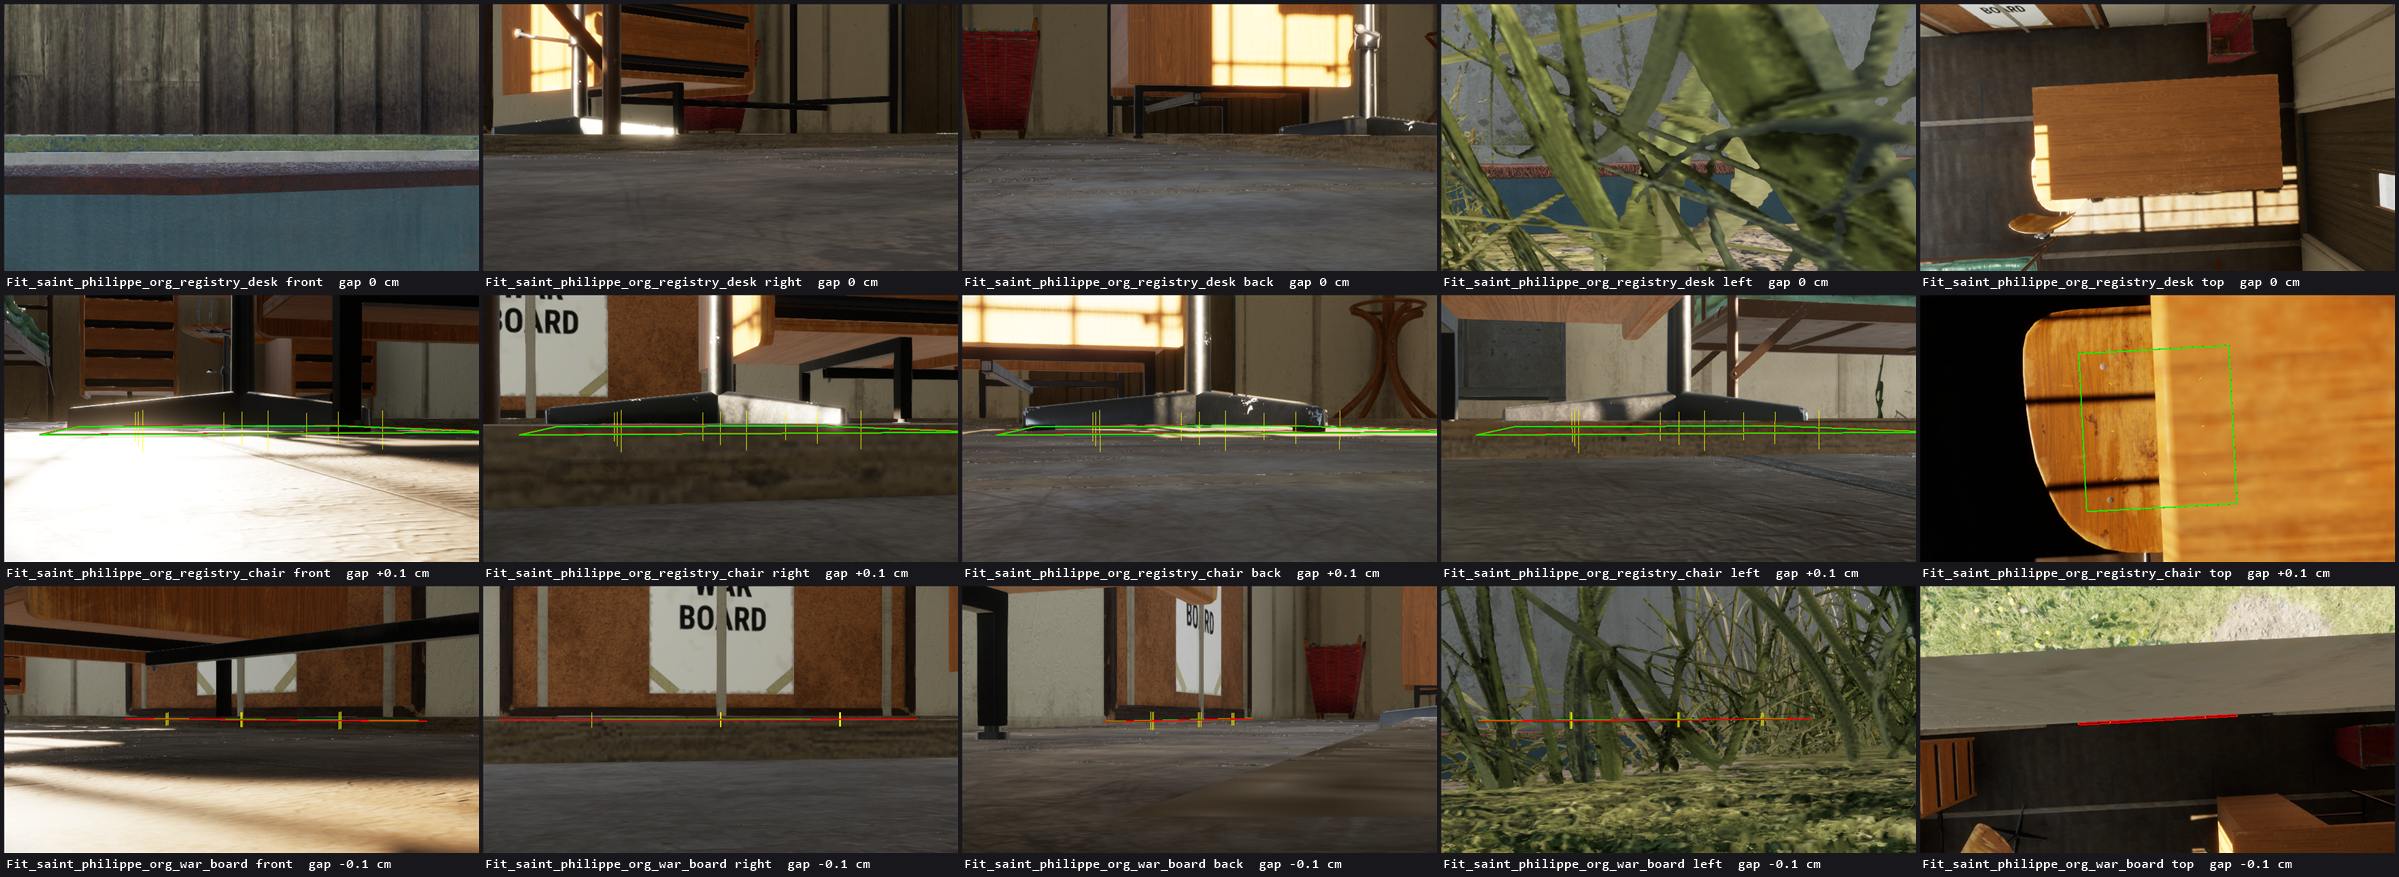 BOARD
Fit_saint_philippe_org_registry_desk front  gap 0 cm
Fit_saint_philippe_org_registry_desk right  gap 0 cm
Fit_saint_philippe_org_registry_desk back  gap 0 cm
Fit_saint_philippe_org_registry_desk left  gap 0 cm
Fit_saint_philippe_org_registry_desk top  gap 0 cm
WAR
BOARD
Fit_saint_philippe_org_registry_chair front  gap +0.1 cm
Fit_saint_philippe_org_registry_chair right  gap +0.1 cm
Fit_saint_philippe_org_registry_chair back  gap +0.1 cm
Fit_saint_philippe_org_registry_chair left  gap +0.1 cm
Fit_saint_philippe_org_registry_chair top  gap +0.1 cm
WAR
BOARD
BOARD
Fit_saint_philippe_org_war_board front  gap -0.1 cm
Fit_saint_philippe_org_war_board right  gap -0.1 cm
Fit_saint_philippe_org_war_board back  gap -0.1 cm
Fit_saint_philippe_org_war_board left  gap -0.1 cm
Fit_saint_philippe_org_war_board top  gap -0.1 cm